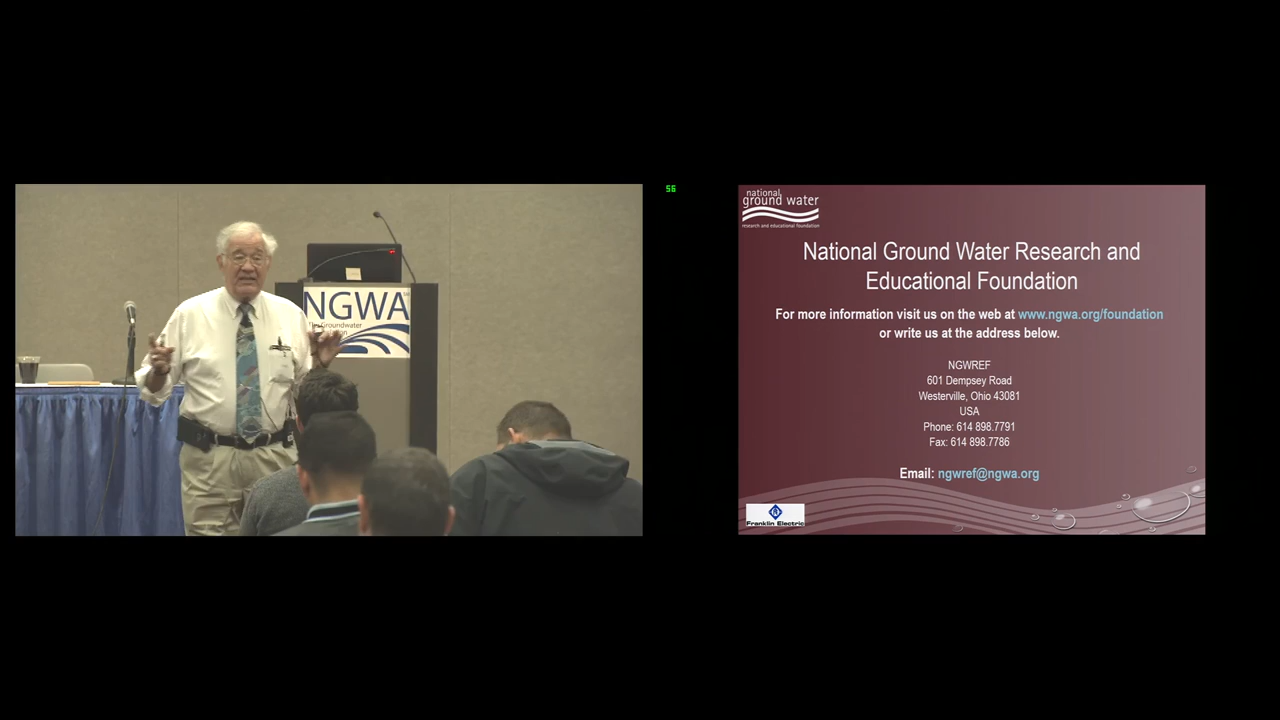 NGWA
The Groundwater
56
national
ground water
research and educational foundation
National Ground Water Research and
Educational Foundation
For more information visit us on the web at www.ngwa.org/foundation
or write us at the address below.
NGWREF
601 Dempsey Road
Westerville, Ohio 43081
USA
Phone: 614 898.7791
Fax: 614 898.7786
Email: ngwref@ngwa.org
Franklin Electric